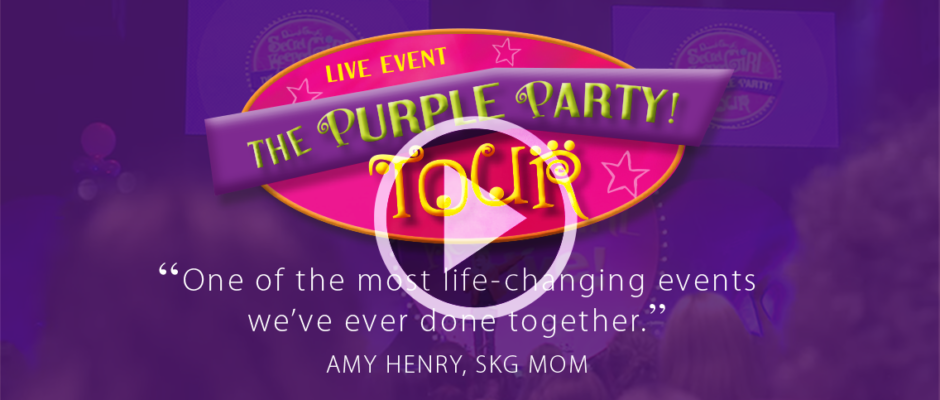 LIVE EVENT
THE PURPLE PARTY!
TOUR
“One of the most life-changing events
we’ve ever done together.”
AMY HENRY, SKG MOM